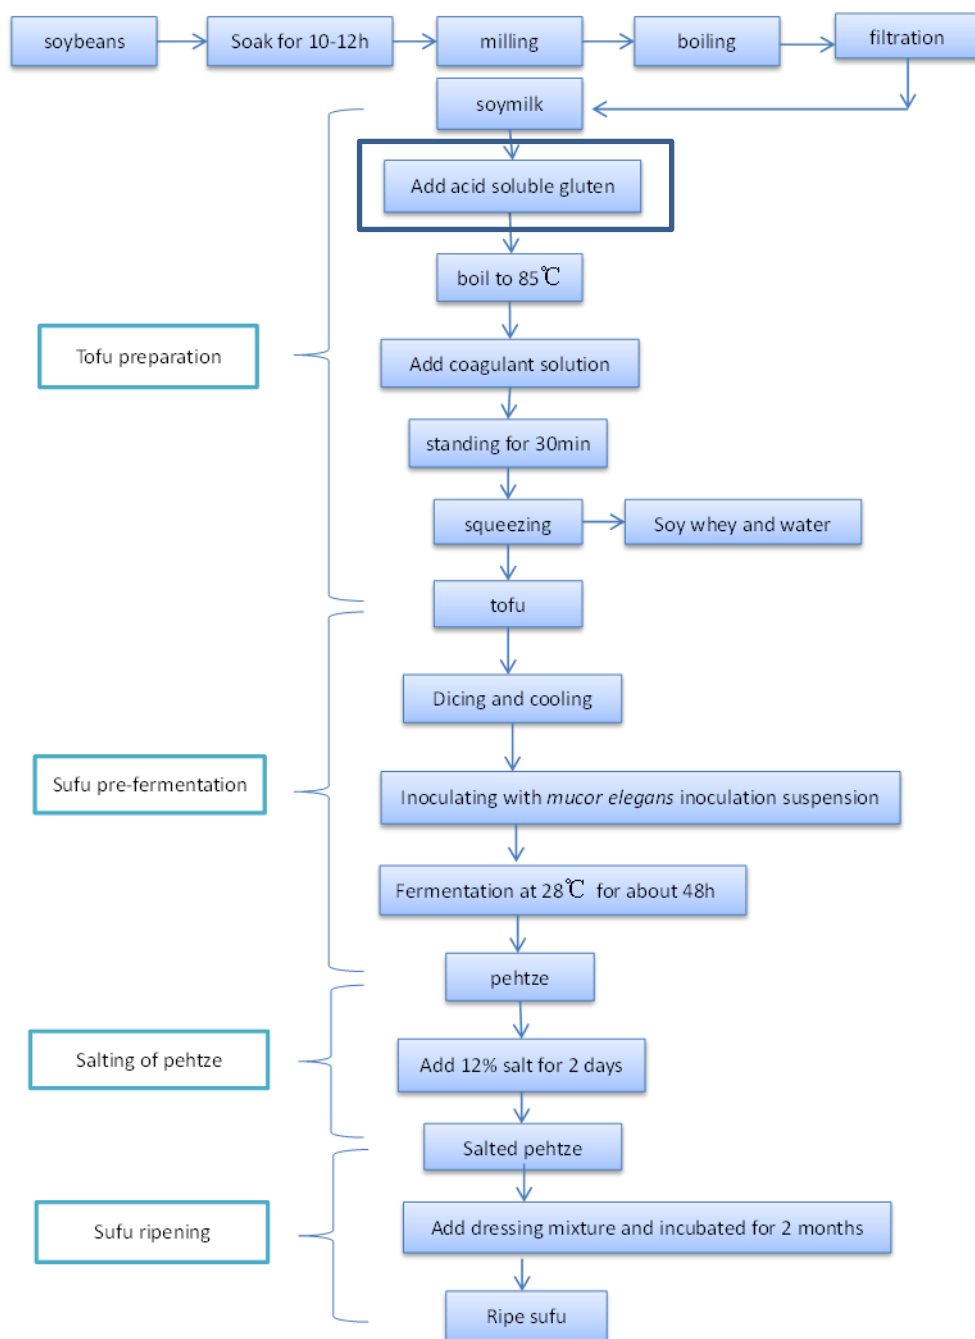 soybeans
Soak for 10-12h
milling
boiling
filtration
soymilk
Add acid soluble gluten
boil to 85℃
Tofu preparation
Add coagulant solution
standing for 30min
squeezing
Soy whey and water
tofu
Dicing and cooling
Sufu pre-fermentation
Inoculating with mucor elegans inoculation suspension
Fermentation at 28℃ for about 48h
pehtze
Salting of pehtze
Add 12% salt for 2 days
Salted pehtze
Sufu ripening
Add dressing mixture and incubated for 2 months
Ripe sufu